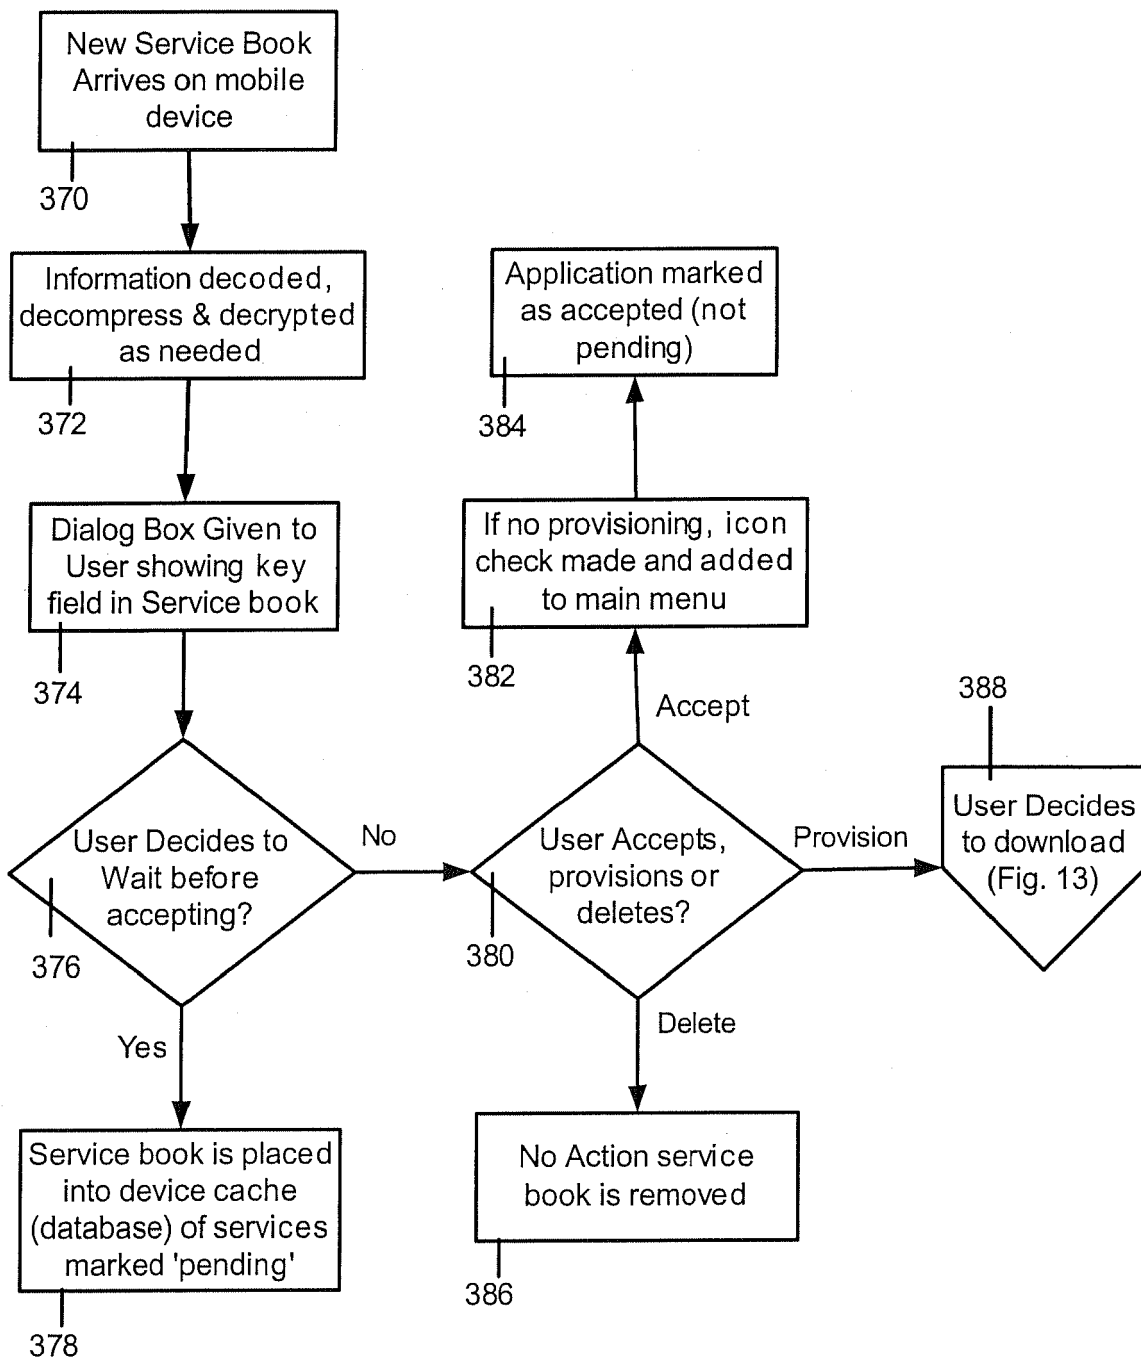 New Service Book
Arrives on mobile
device
370
Information decoded,
decompress & decrypted
as needed
372
Dialog Box Given to
User showing key
field in Service book
374
User Decides to
Wait before
accepting?
376
No
Yes
Service book is placed
into device cache
(database) of services
marked 'pending'
378
Application marked
as accepted (not
pending)
384
If no provisioning, icon
check made and added
to main menu
382
Accept
User Accepts,
provisions or
deletes?
380
Provision
Delete
No Action service
book is removed
386
388
User Decides
to download
(Fig. 13)